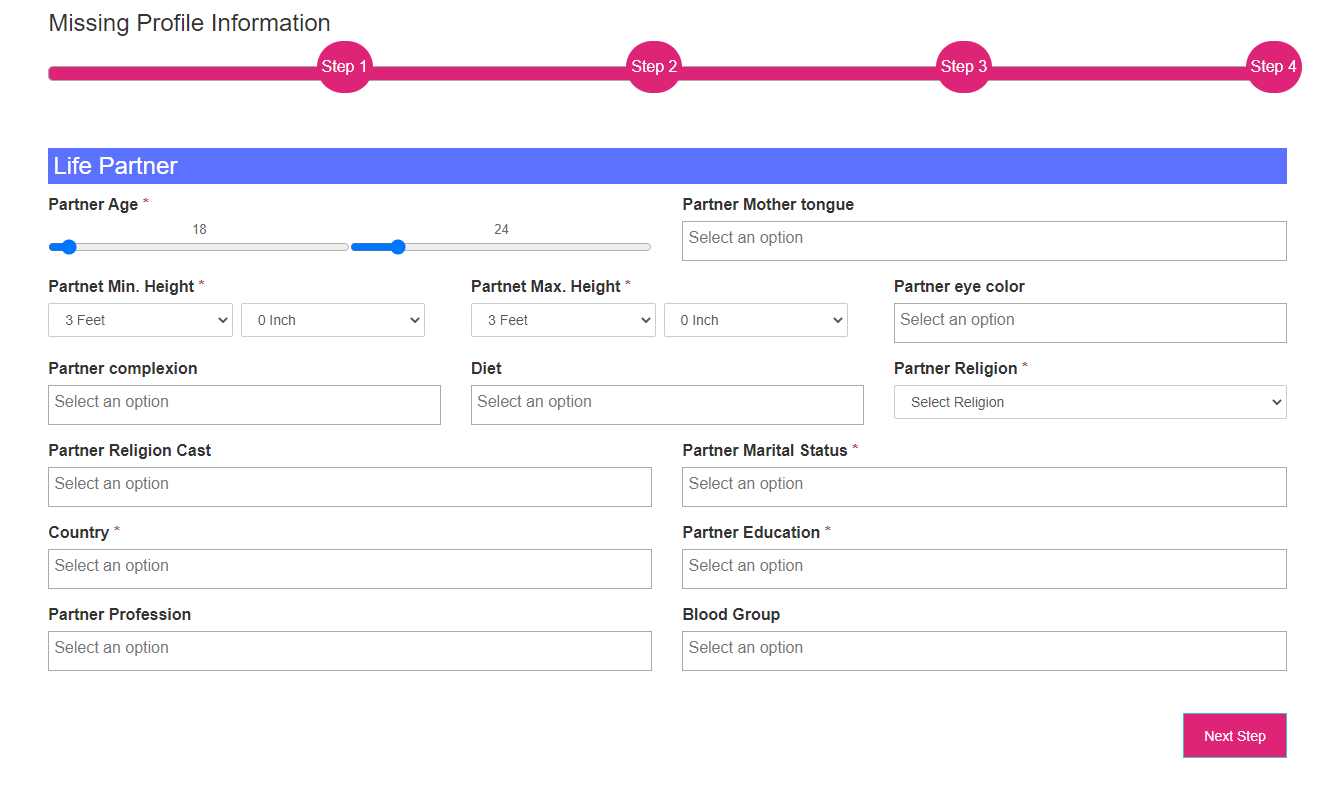 Missing Profile Information
Step 1 Step 2 Step 3 Step 4
Life Partner
Partner Age * Partner Mother tongue
18 24
Select an option
Partnet Min. Height * Partnet Max. Height * Partner eye color
3 Feet 0 Inch 3 Feet 0 Inch Select an option
Partner complexion Diet Partner Religion *
Select an option Select an option Select Religion
Partner Religion Cast Partner Marital Status *
Select an option Select an option
Country * Partner Education *
Select an option Select an option
Partner Profession Blood Group
Select an option Select an option
Next Step